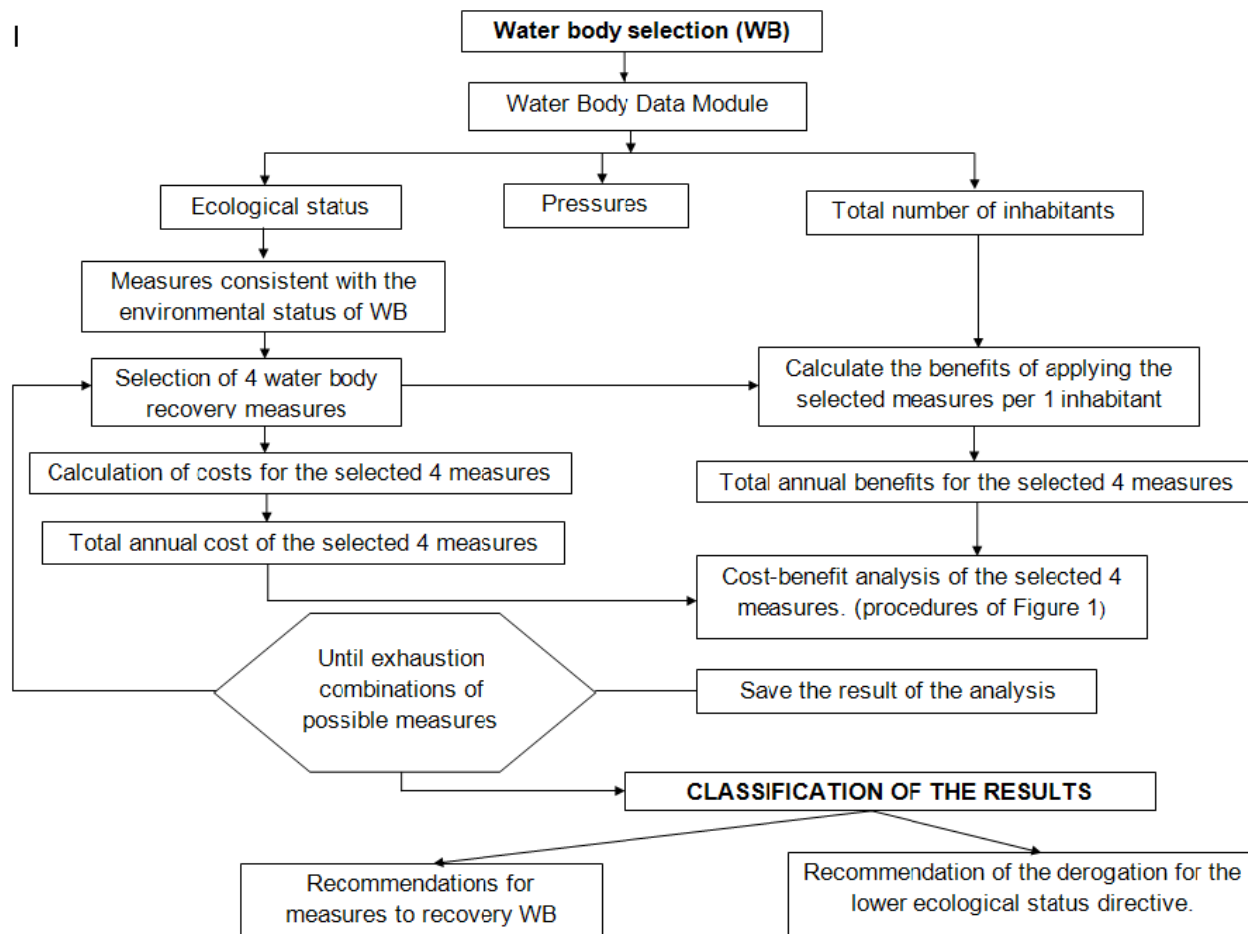 I
Water body selection (WB)
Water Body Data Module
Ecological status
Pressures
Total number of inhabitants
Measures consistent with the
environmental status of WB
Selection of 4 water body
recovery measures
Calculate the benefits of applying the
selected measures per 1 inhabitant
Calculation of costs for the selected 4 measures
Total annual benefits for the selected 4 measures
Total annual cost of the selected 4 measures
Cost-benefit analysis of the selected 4
measures. (procedures of Figure 1)
Until exhaustion
combinations of
possible measures
Save the result of the analysis
CLASSIFICATION OF THE RESULTS
Recommendations for
measures to recovery WB
Recommendation of the derogation for the
lower ecological status directive.